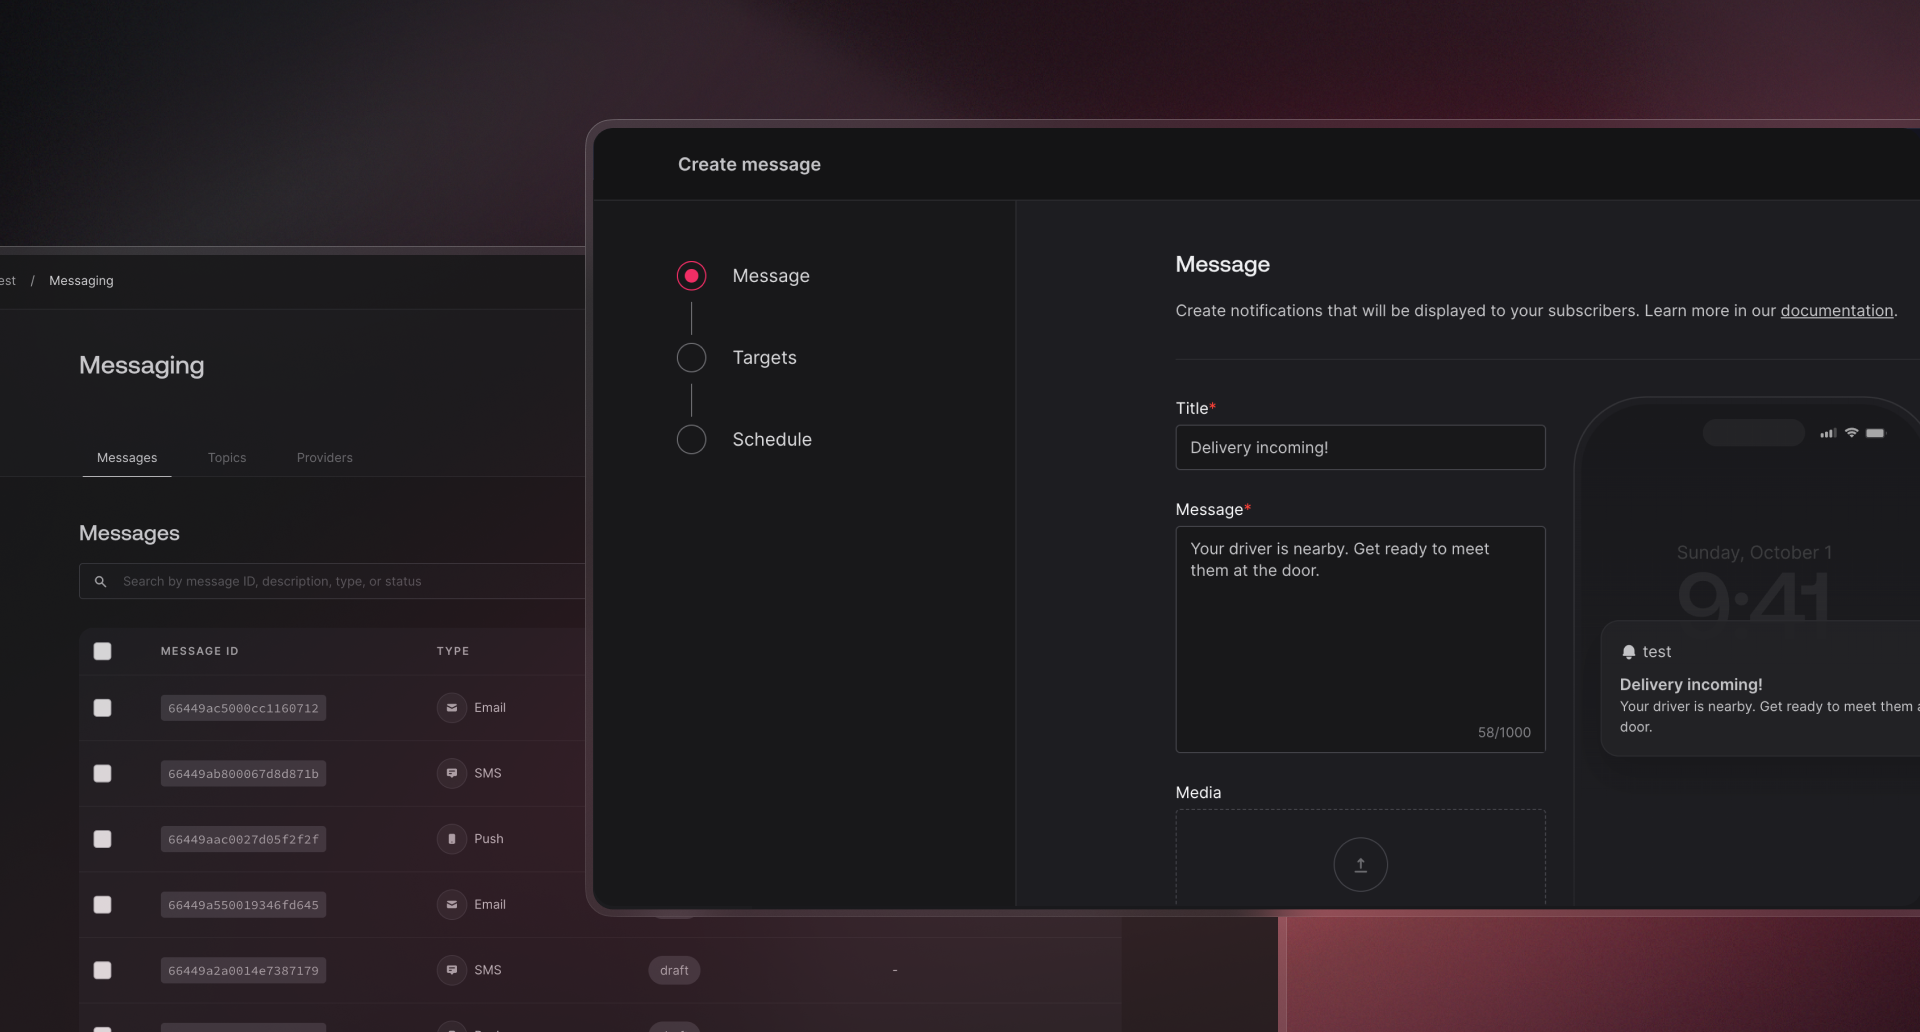 Create message
Message
Targets
Schedule
Message
Create notifications that will be displayed to your subscribers. Learn more in our documentation.
Title*
Delivery incoming!
Message*
Your driver is nearby. Get ready to meet
them at the door.
58/1000
Media
Sunday, October 1
9:41
test
Delivery incoming!
Your driver is nearby. Get ready to meet them
door.
/ Messaging
Messaging
Messages Topics Providers
Messages
Search by message ID, description, type, or status
MESSAGE ID TYPE
66449ac5000cc1160712 Email
66449ab800067d8d871b SMS
66449aac0027d05f2f2f Push
66449a550019346fd645 Email
66449a2a0014e7387179 SMS draft -